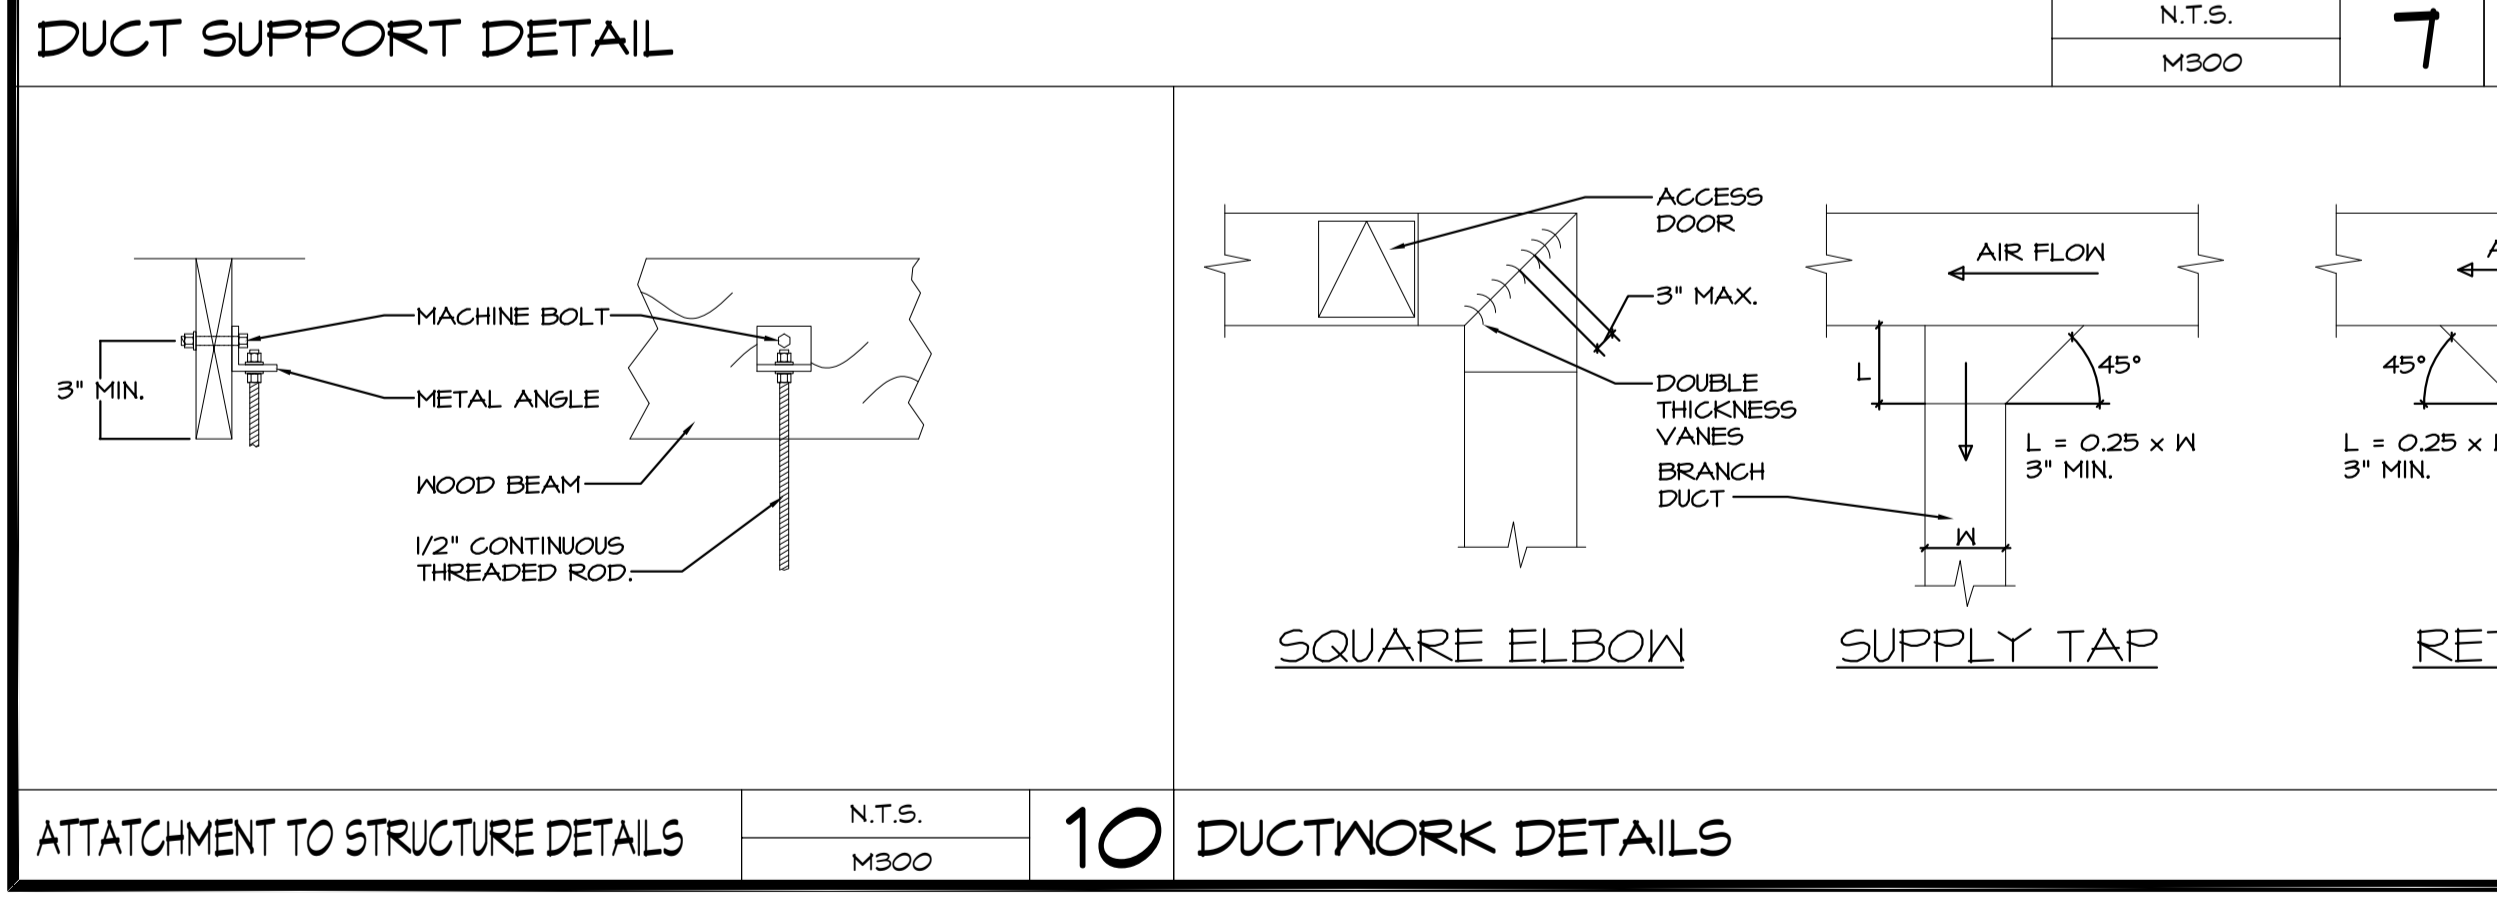 DUCT SUPPORT DETAIL
N.T.S.
M300
7
MACHINE BOLT
3" MIN.
METAL ANGLE
WOOD BEAM
1/2" CONTINUOUS
THREADED ROD.
ACCESS
DOOR
3" MAX.
DOUBLE
THICKNESS
VANES
BRANCH
DUCT
SQUARE ELBOW
AIR FLOW
L
45°
L = 0.25 x W
3" MIN.
W
SUPPLY TAP
45°
L = 0.25 x
3" MIN.
ATTATCHMENT TO STRUCTURE DETAILS
N.T.S.
M300
10
DUCTWORK DETAILS